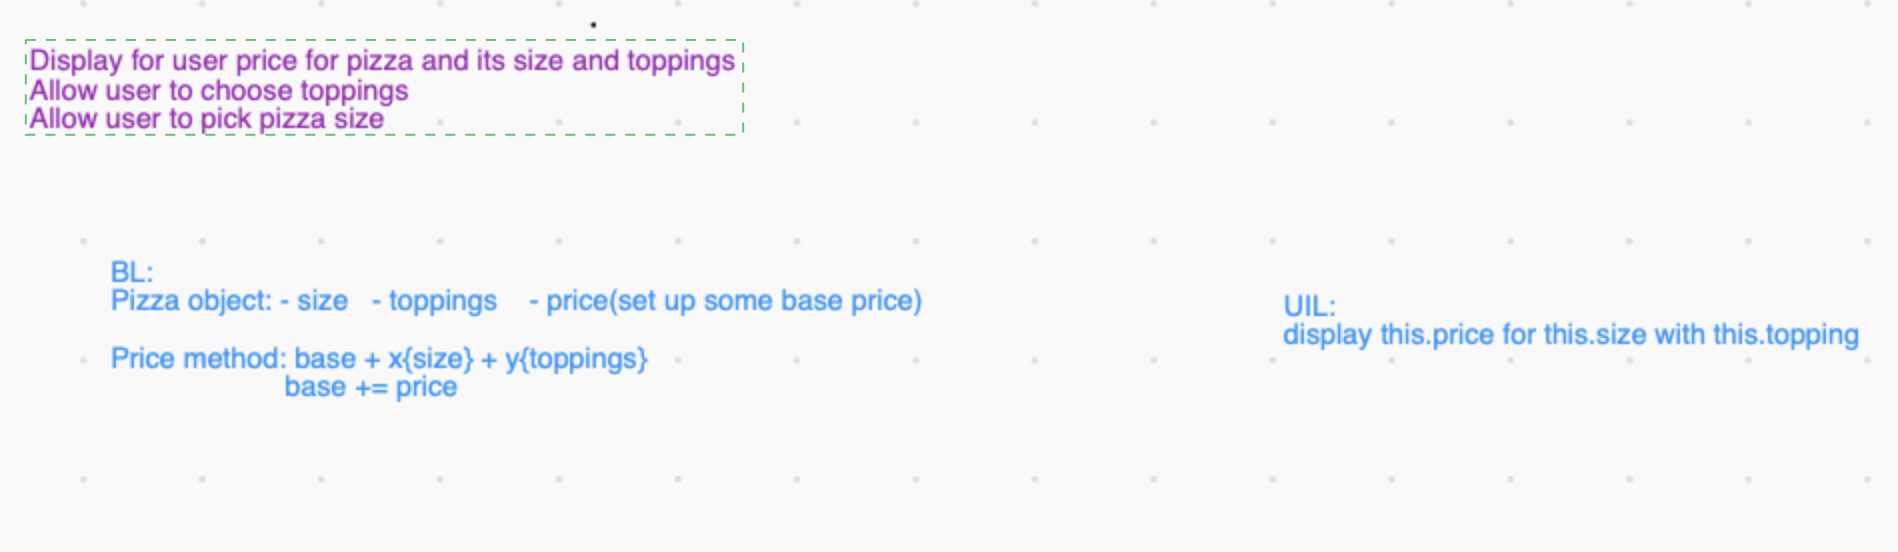 Display for user price for pizza and its size and toppings
Allow user to choose toppings
Allow user to pick pizza size
BL:
Pizza object: - size - toppings - price(set up some base price)
Price method: base + x{size} + y{toppings}
base += price
UIL:
display this.price for this.size with this.topping